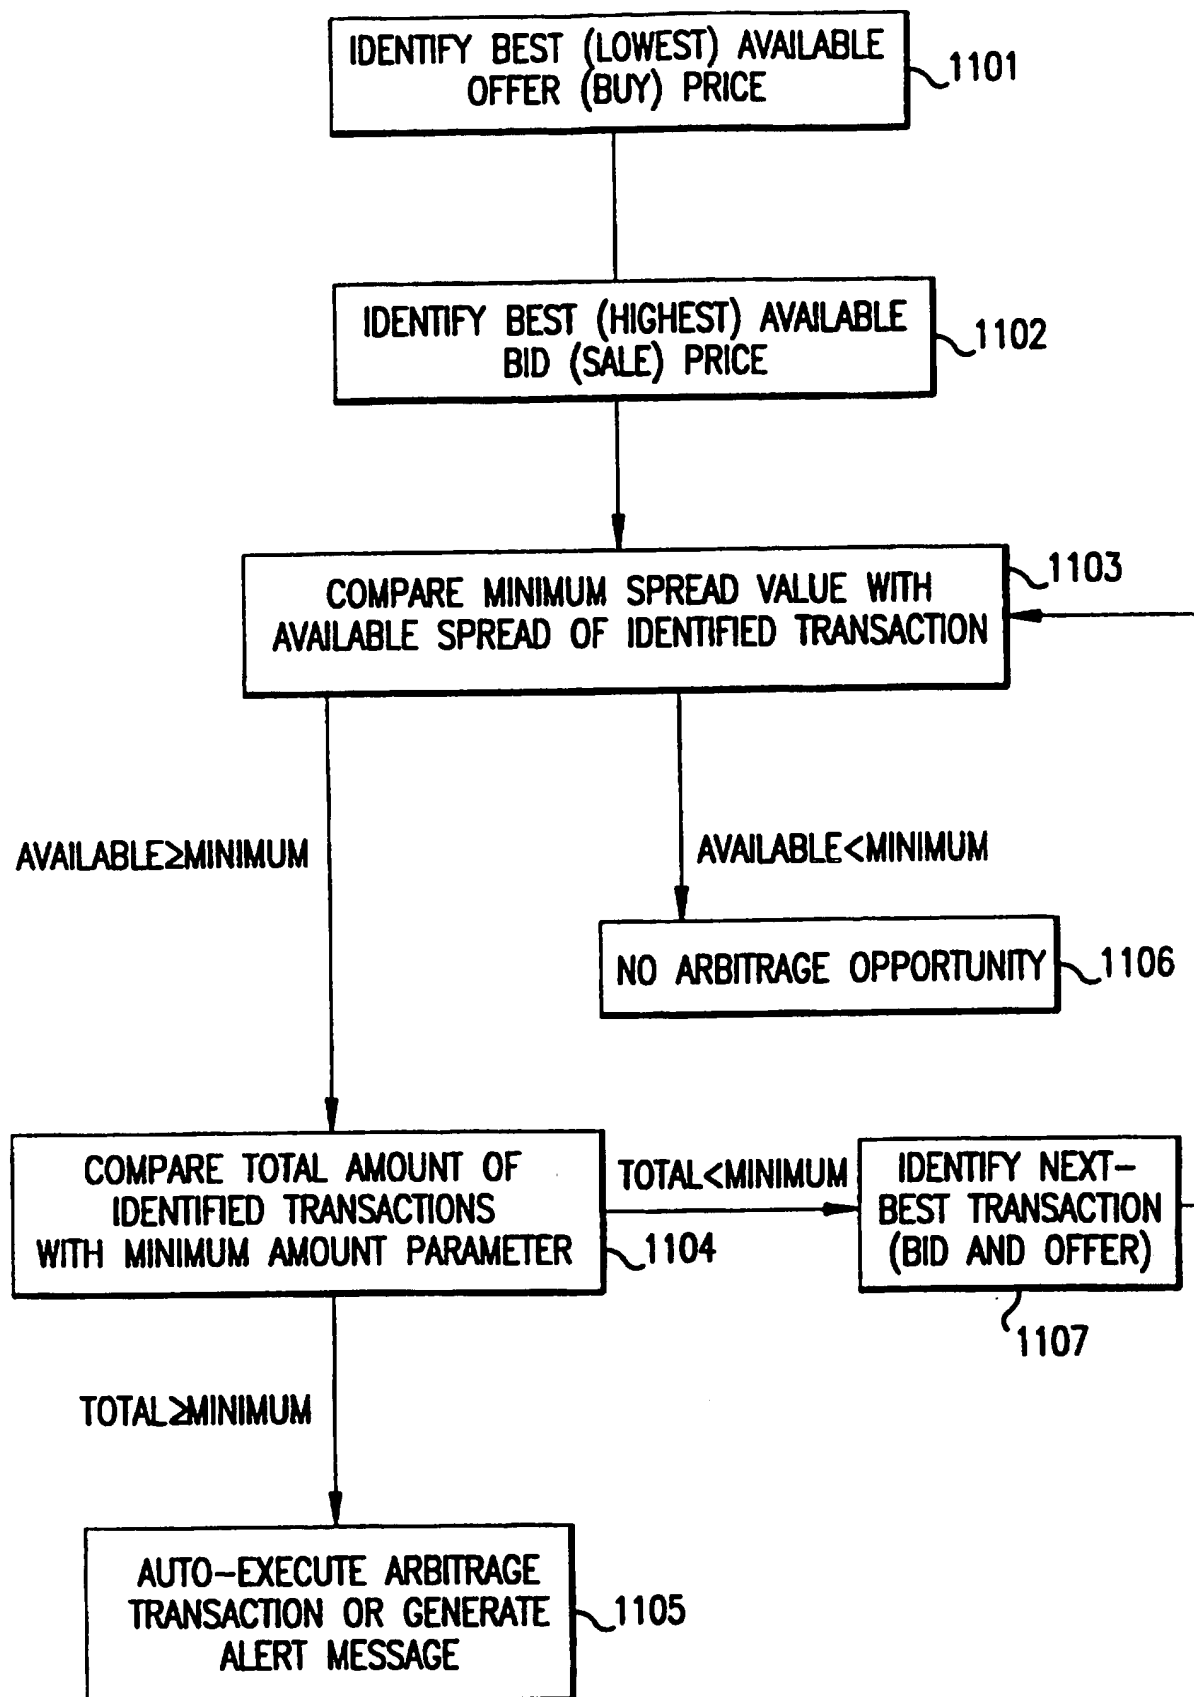 IDENTIFY BEST (LOWEST) AVAILABLE
OFFER (BUY) PRICE
1101
IDENTIFY BEST (HIGHEST) AVAILABLE
BID (SALE) PRICE
1102
COMPARE MINIMUM SPREAD VALUE WITH
AVAILABLE SPREAD OF IDENTIFIED TRANSACTION
1103
AVAILABLE≥MINIMUM
AVAILABLE<MINIMUM
NO ARBITRAGE OPPORTUNITY
1106
COMPARE TOTAL AMOUNT OF
IDENTIFIED TRANSACTIONS
WITH MINIMUM AMOUNT PARAMETER
1104
TOTAL<MINIMUM
IDENTIFY NEXT-
BEST TRANSACTION
(BID AND OFFER)
1107
TOTAL≥MINIMUM
AUTO-EXECUTE ARBITRAGE
TRANSACTION OR GENERATE
ALERT MESSAGE
1105